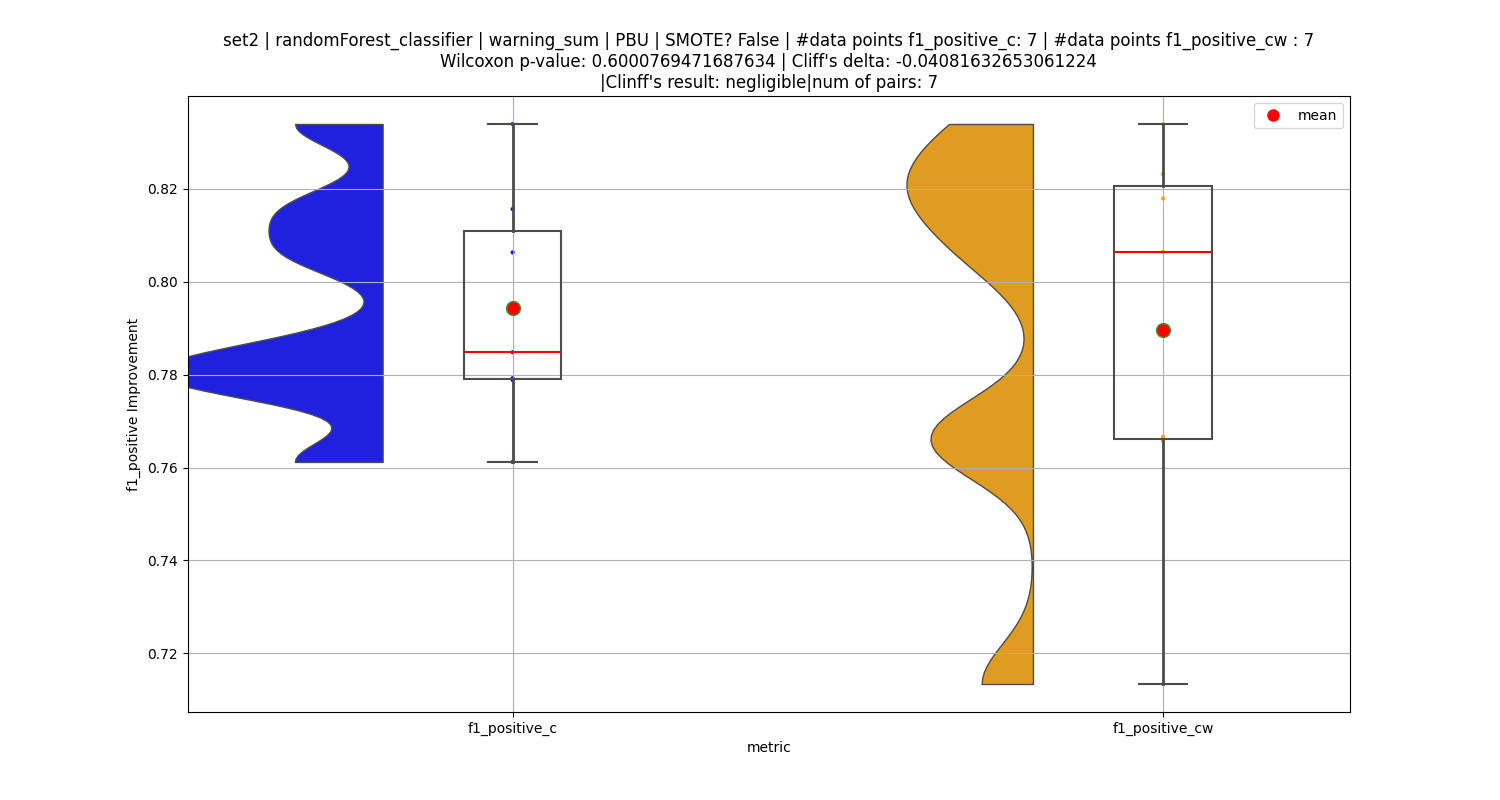 set2 | randomForest_classifier | warning_sum | PBU | SMOTE? False | #data points f1_positive_c: 7 | #data points f1_positive_cw : 7
Wilcoxon p-value: 0.6000769471687634 | Cliff's delta: -0.04081632653061224
|Clinff's result: negligible|num of pairs: 7
mean
f1_positive Improvement
0.82
0.80
0.78
0.76
0.74
0.72
f1_positive_c
f1_positive_cw
metric